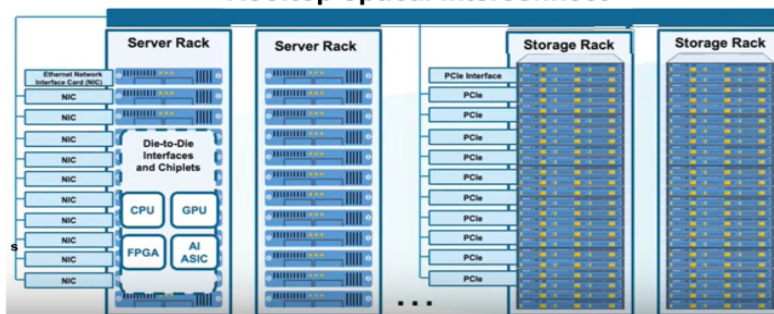 Server Rack
Server Rack
Storage Rack
Storage Rack
Ethernet Network
Interface Card (NIC)
NIC
NIC
NIC
NIC
NIC
NIC
NIC
NIC
NIC
NIC
Die-to-Die
Interfaces
and Chiplets
CPU
GPU
FPGA
AI
ASIC
s
PCIe Interface
PCIe
PCIe
PCIe
PCIe
PCIe
PCIe
PCIe
PCIe
PCIe
PCIe
...